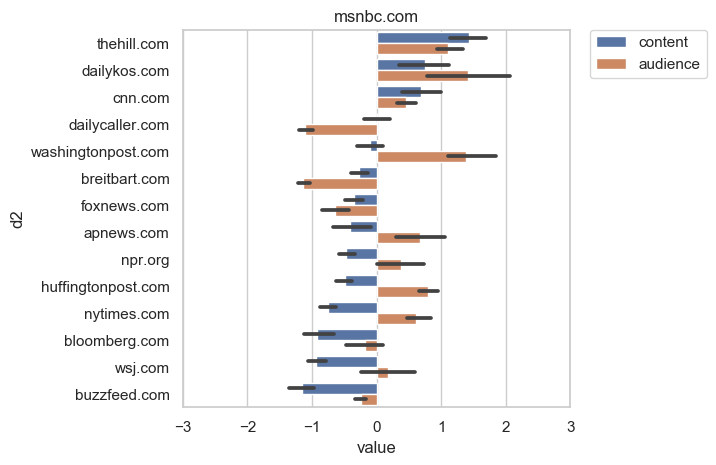 msnbc.com
thehill.com
dailykos.com
cnn.com
dailycaller.com
washingtonpost.com
breitbart.com
foxnews.com
apnews.com
npr.org
huffingtonpost.com
nytimes.com
bloomberg.com
wsj.com
buzzfeed.com
d2
−3 −2 −1 0 1 2 3
value
content
audience